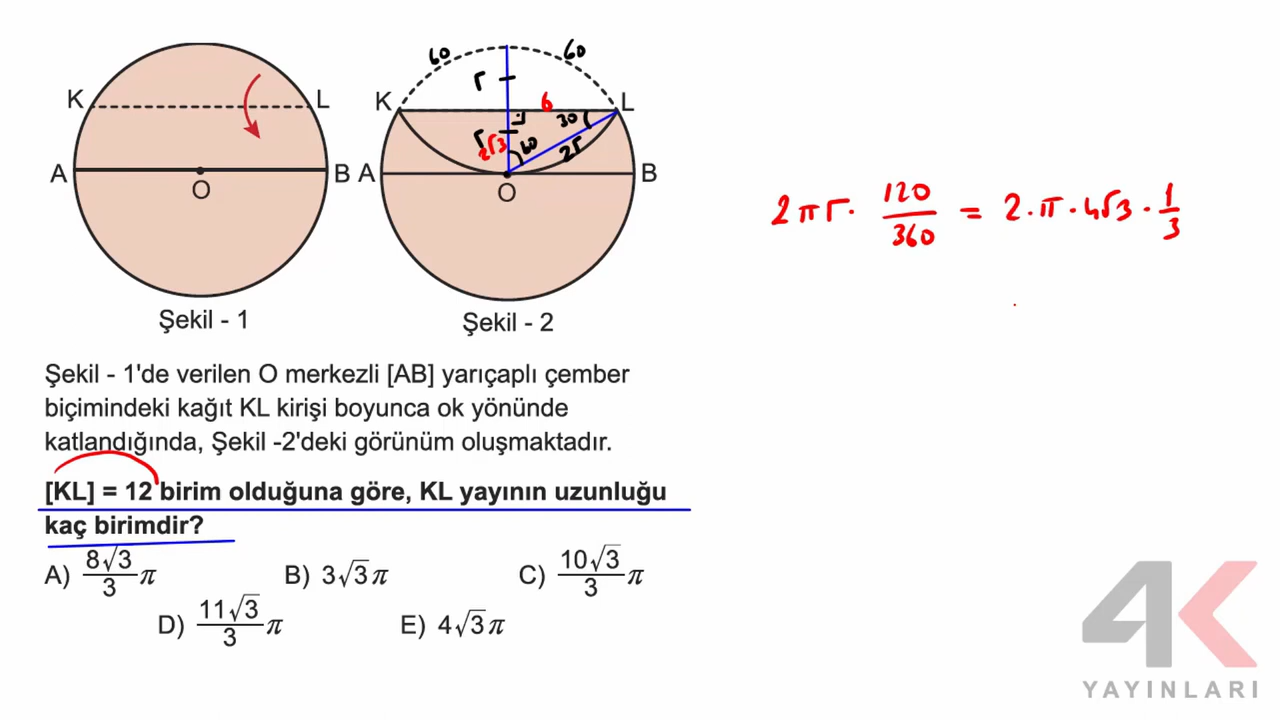 60
60
r
K
L
K
6
L
30
r
2√3
60
2r
A
B
A
B
O
O
2πr · 120/360 = 2·π·4√3·1/3
Şekil - 1
Şekil - 2
Şekil - 1'de verilen O merkezli [AB] yarıçaplı çember
biçimindeki kağıt KL kirişi boyunca ok yönünde
katlandığında, Şekil -2'deki görünüm oluşmaktadır.
[KL] = 12 birim olduğuna göre, KL yayının uzunluğu
kaç birimdir?
A) 8√3/3 π B) 3√3 π C) 10√3/3 π
D) 11√3/3 π E) 4√3 π
4K
YAYINLARI